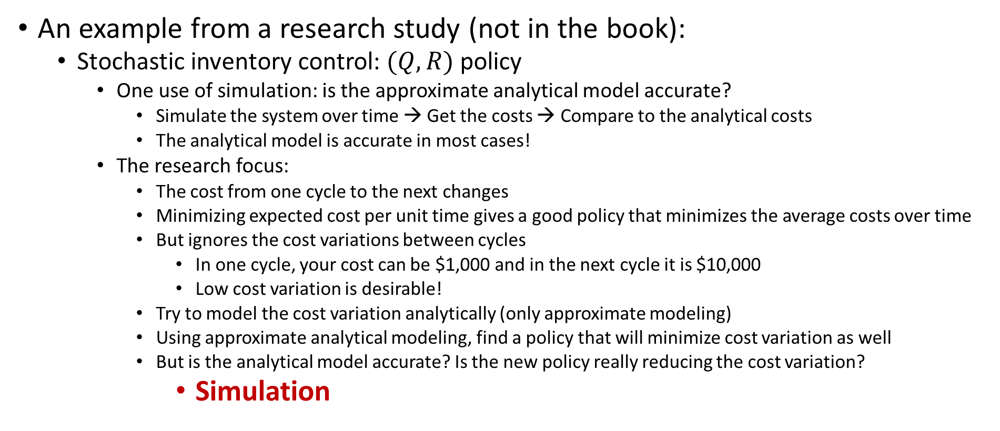 • An example from a research study (not in the book):
• Stochastic inventory control: (Q, R) policy
• One use of simulation: is the approximate analytical model accurate?
• Simulate the system over time → Get the costs → Compare to the analytical costs
• The analytical model is accurate in most cases!
• The research focus:
• The cost from one cycle to the next changes
• Minimizing expected cost per unit time gives a good policy that minimizes the average costs over time
• But ignores the cost variations between cycles
• In one cycle, your cost can be $1,000 and in the next cycle it is $10,000
• Low cost variation is desirable!
• Try to model the cost variation analytically (only approximate modeling)
• Using approximate analytical modeling, find a policy that will minimize cost variation as well
• But is the analytical model accurate? Is the new policy really reducing the cost variation?
• Simulation